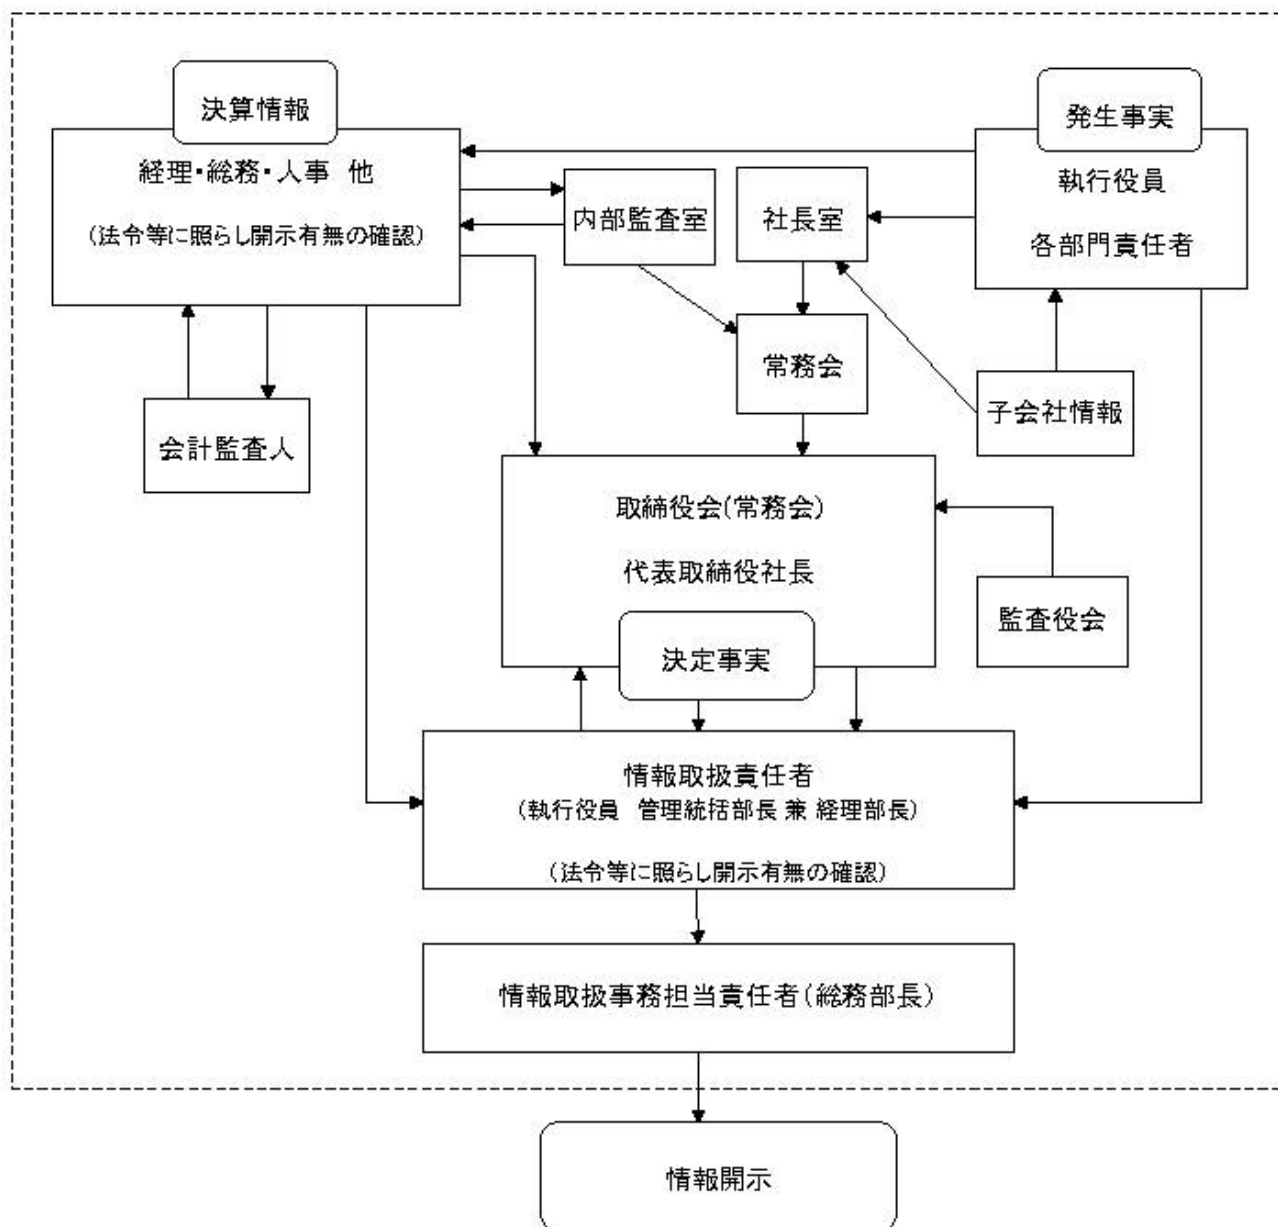 決算情報
発生事実
経理・総務・人事　他
(法令等に照らし開示有無の確認)
内部監査室
社長室
執行役員
各部門責任者
常務会
子会社情報
会計監査人
取締役会(常務会)
代表取締役社長
監査役会
決定事実
情報取扱責任者
(執行役員　管理統括部長 兼 経理部長)
(法令等に照らし開示有無の確認)
情報取扱事務担当責任者(総務部長)
情報開示